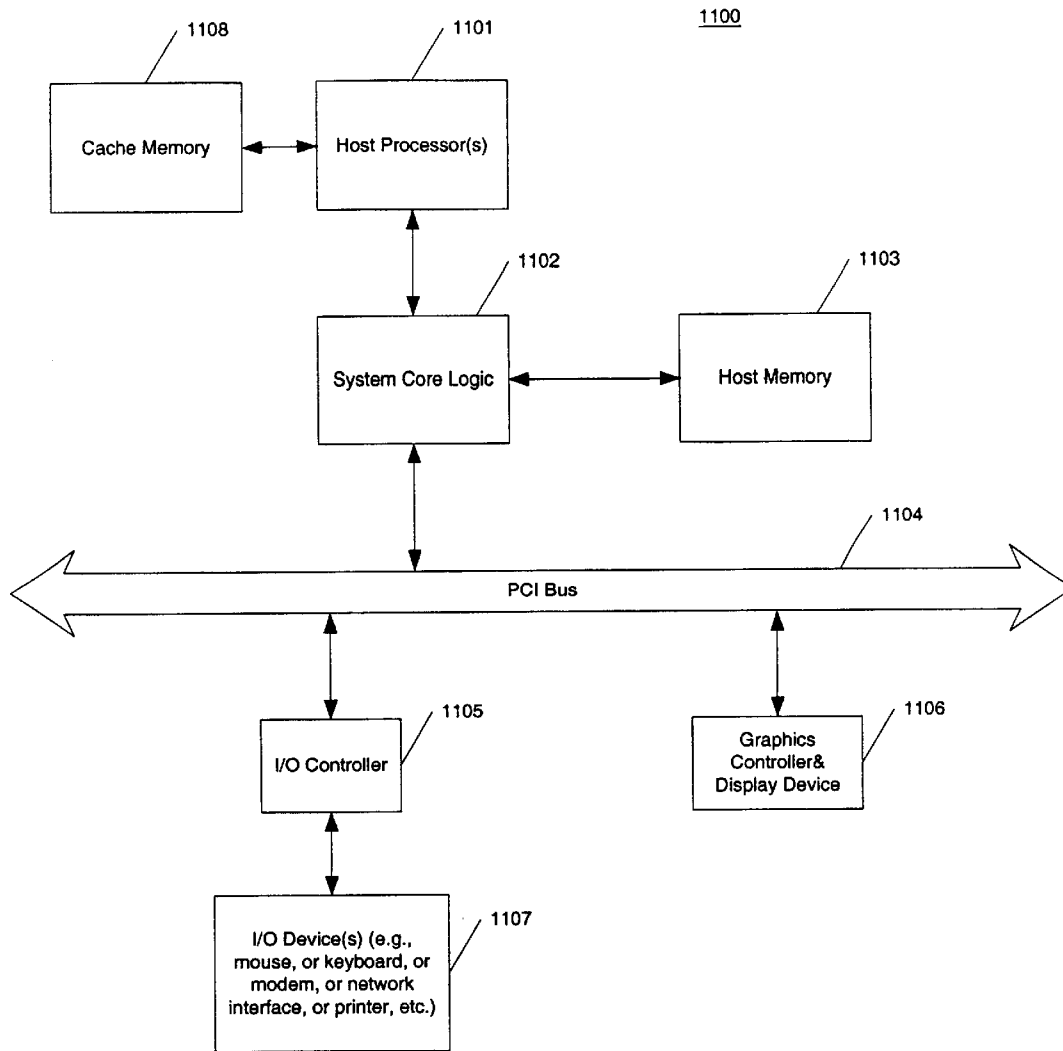 1100
1108
1101
Cache Memory
Host Processor(s)
1102
1103
System Core Logic
Host Memory
1104
PCI Bus
1105
1106
I/O Controller
Graphics
Controller&
Display Device
1107
I/O Device(s) (e.g.,
mouse, or keyboard, or
modem, or network
interface, or printer, etc.)